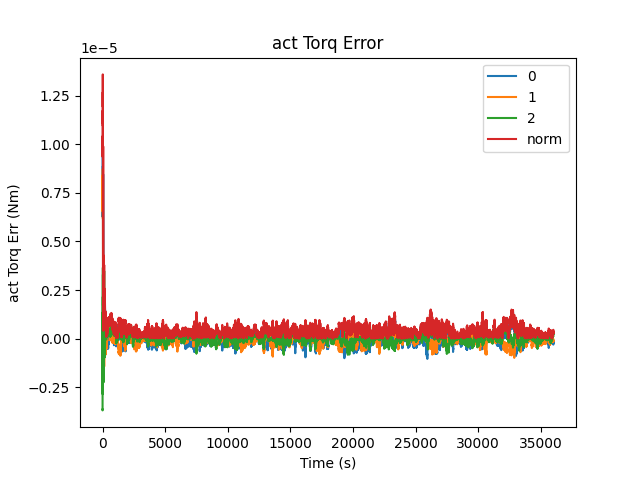 act Torq Error
1e−5
1.25
1.00
0.75
0.50
0.25
0.00
−0.25
act Torq Err (Nm)
0
1
2
norm
0 5000 10000 15000 20000 25000 30000 35000
Time (s)